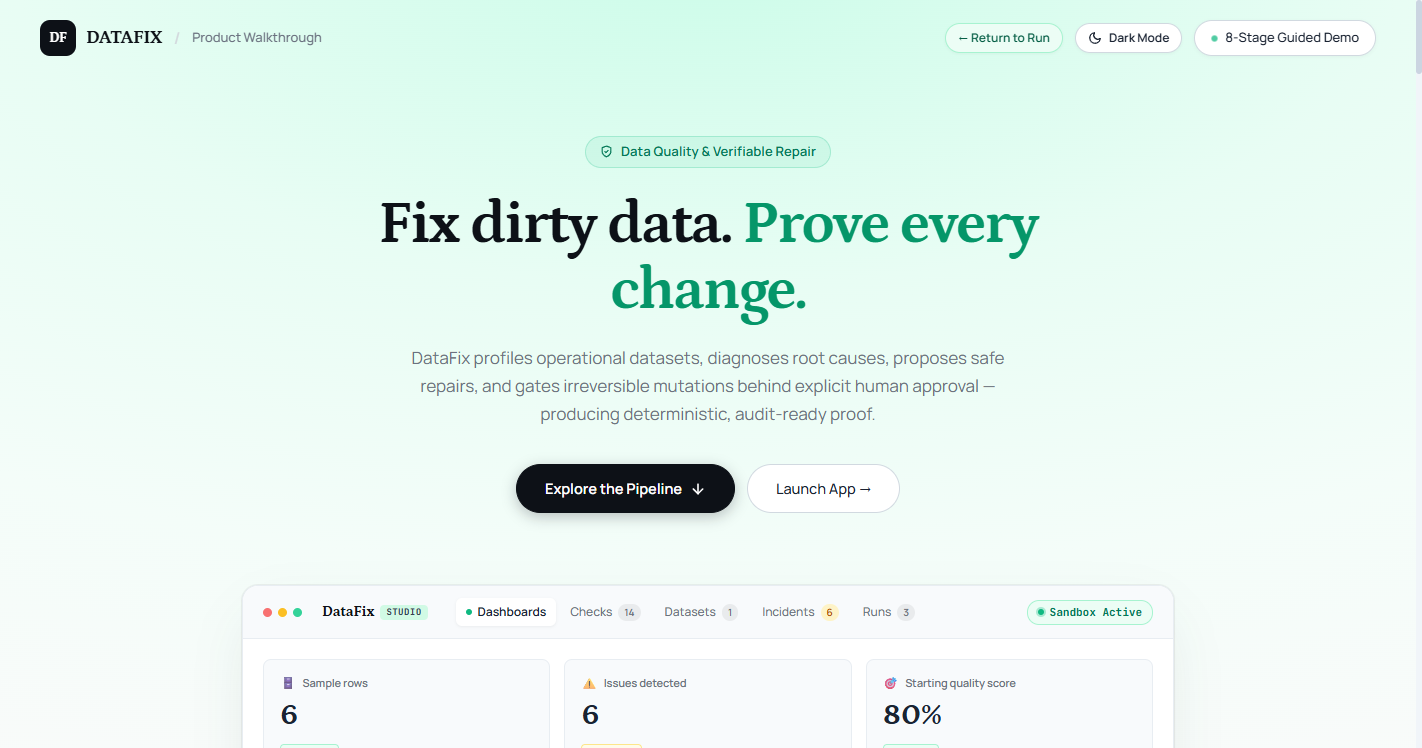 DF DATAFIX / Product Walkthrough ← Return to Run Dark Mode 8-Stage Guided Demo
Data Quality & Verifiable Repair
Fix dirty data. Prove every
change.
DataFix profiles operational datasets, diagnoses root causes, proposes safe
repairs, and gates irreversible mutations behind explicit human approval —
producing deterministic, audit-ready proof.
Explore the Pipeline ↓ Launch App →
DataFix STUDIO Dashboards Checks 14 Datasets 1 Incidents 6 Runs 3 Sandbox Active
Sample rows Issues detected Starting quality score
6 6 80%